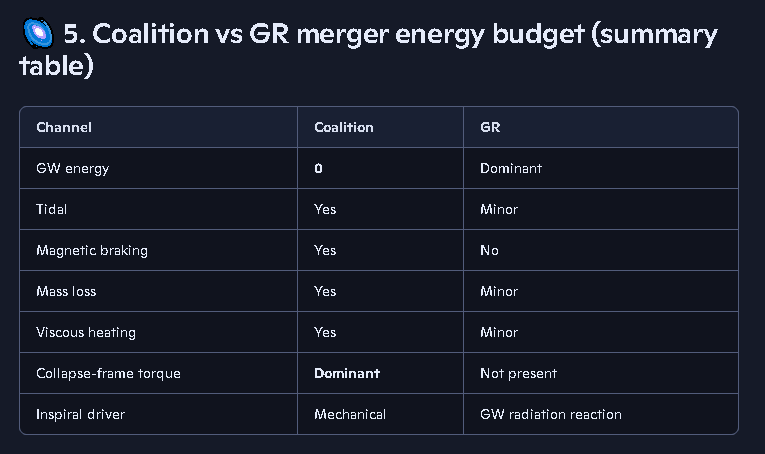 5. Coalition vs GR merger energy budget (summary
table)
Channel Coalition GR
GW energy 0 Dominant
Tidal Yes Minor
Magnetic braking Yes No
Mass loss Yes Minor
Viscous heating Yes Minor
Collapse-frame torque Dominant Not present
Inspiral driver Mechanical GW radiation reaction